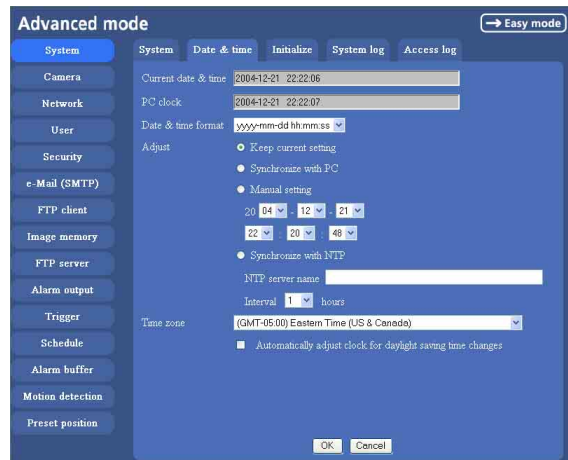 Advanced mode
Easy mode
System
Camera
Network
User
Security
e-Mail (SMTP)
FTP client
Image memory
FTP server
Alarm output
Trigger
Schedule
Alarm buffer
Motion detection
Preset position
System Date & time Initialize System log Access log
Current date & time 2004-12-21 22:22:06
PC clock 2004-12-21 22:22:07
Date & time format yyyy-mm-dd hh:mm:ss
Adjust Keep current setting
Synchronize with PC
Manual setting
20 04 - 12 - 21
22 : 20 : 48
Synchronize with NTP
NTP server name
Interval 1 hours
Time zone (GMT-05:00) Eastern Time (US & Canada)
Automatically adjust clock for daylight saving time changes
OK Cancel